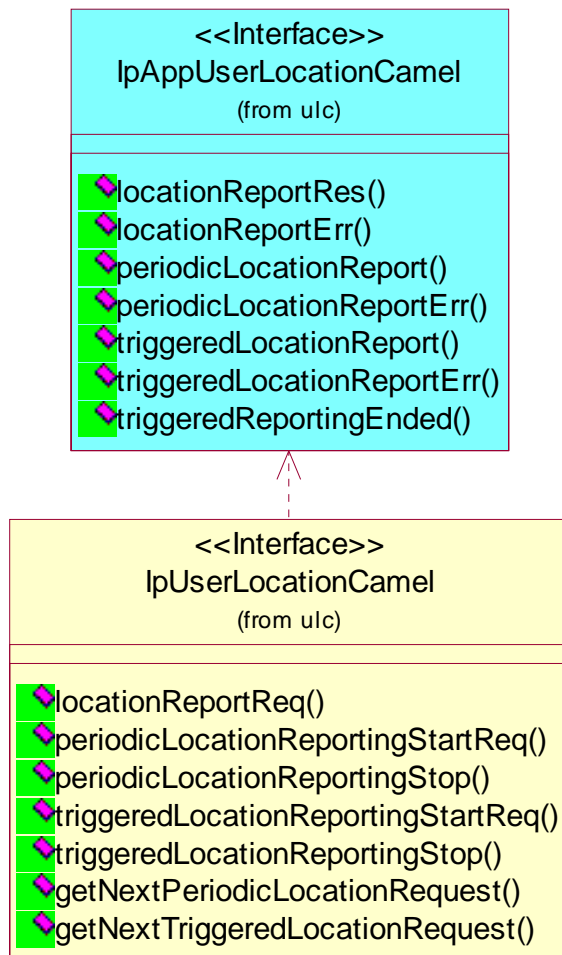 <<Interface>>
IpAppUserLocationCamel
(from ulc)
locationReportRes()
locationReportErr()
periodicLocationReport()
periodicLocationReportErr()
triggeredLocationReport()
triggeredLocationReportErr()
triggeredReportingEnded()
<<Interface>>
IpUserLocationCamel
(from ulc)
locationReportReq()
periodicLocationReportingStartReq()
periodicLocationReportingStop()
triggeredLocationReportingStartReq()
triggeredLocationReportingStop()
getNextPeriodicLocationRequest()
getNextTriggeredLocationRequest()